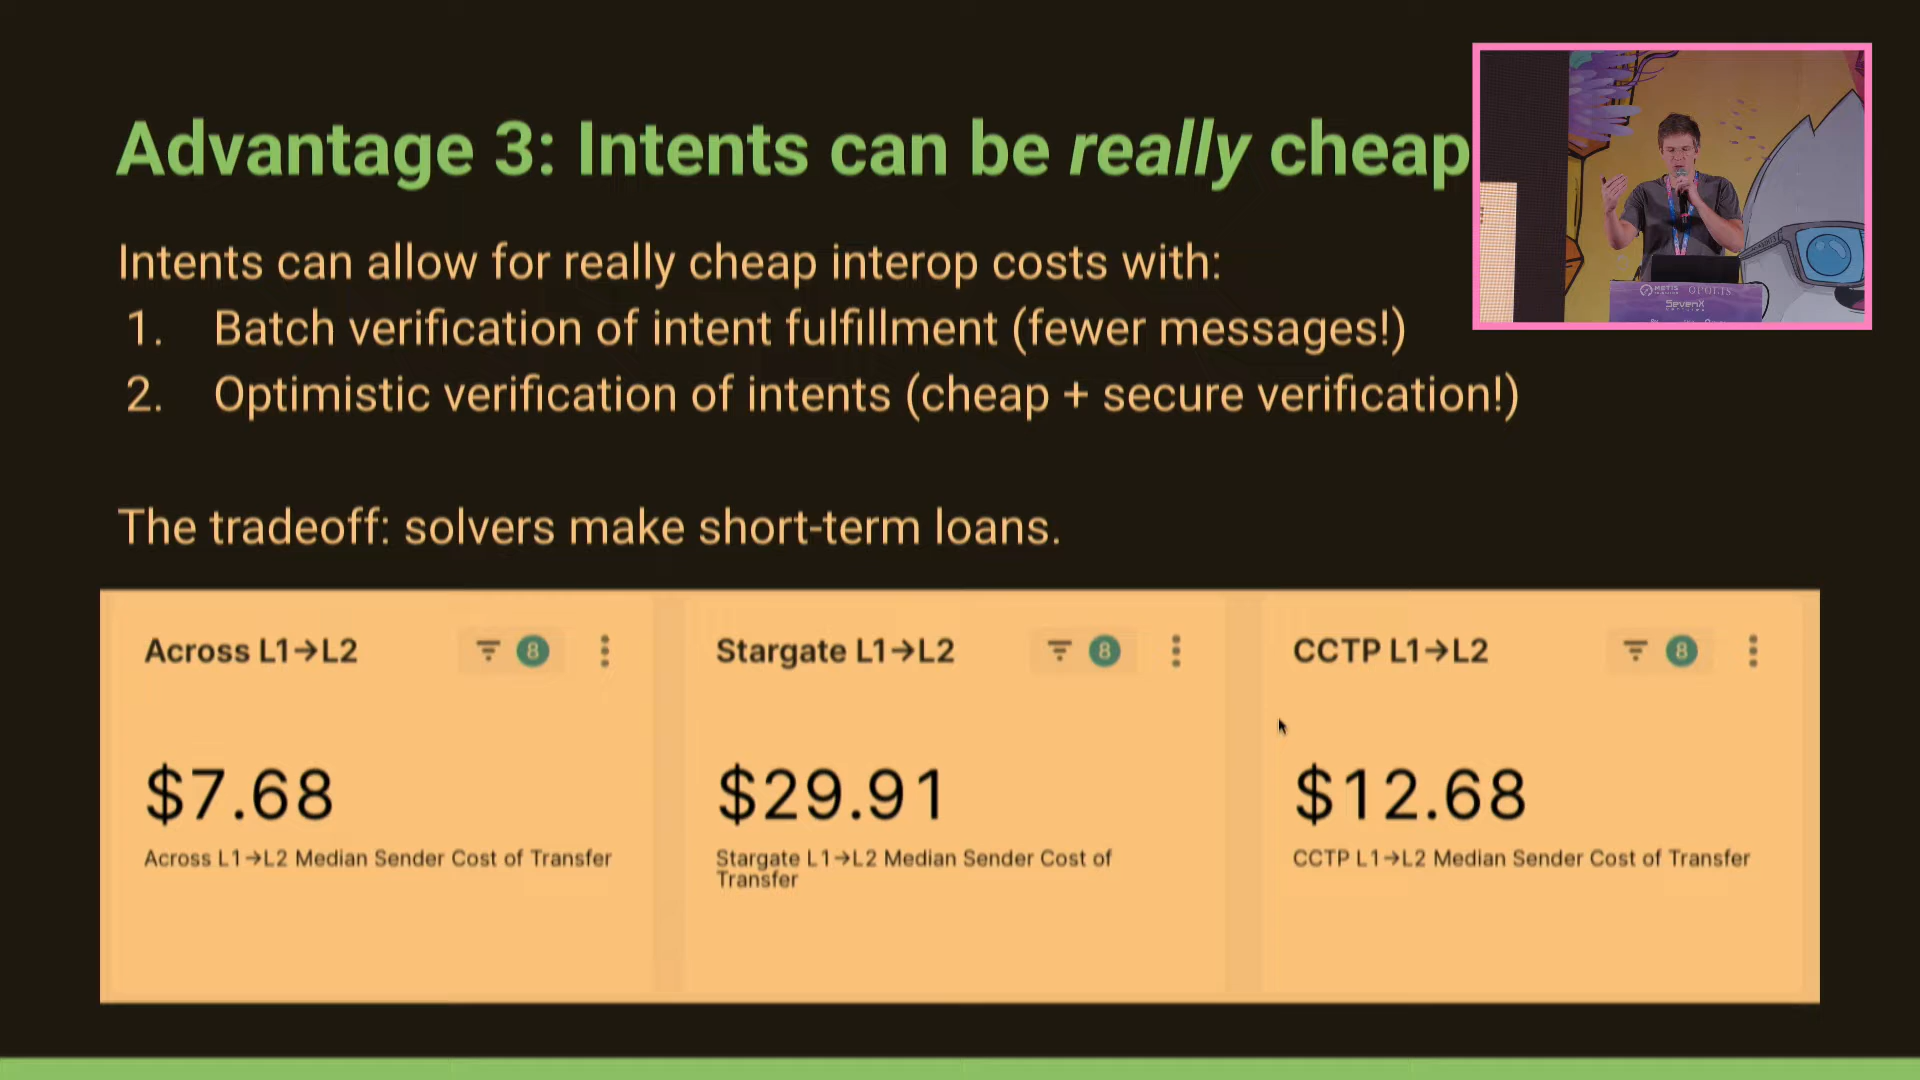 Advantage 3: Intents can be really cheap
Intents can allow for really cheap interop costs with:
1. Batch verification of intent fulfillment (fewer messages!)
2. Optimistic verification of intents (cheap + secure verification!)
The tradeoff: solvers make short-term loans.
Across L1→L2 8
$7.68
Across L1→L2 Median Sender Cost of Transfer
Stargate L1→L2 8
$29.91
Stargate L1→L2 Median Sender Cost of
Transfer
CCTP L1→L2 8
$12.68
CCTP L1→L2 Median Sender Cost of Transfer
METIS OPOLIS
SevenX